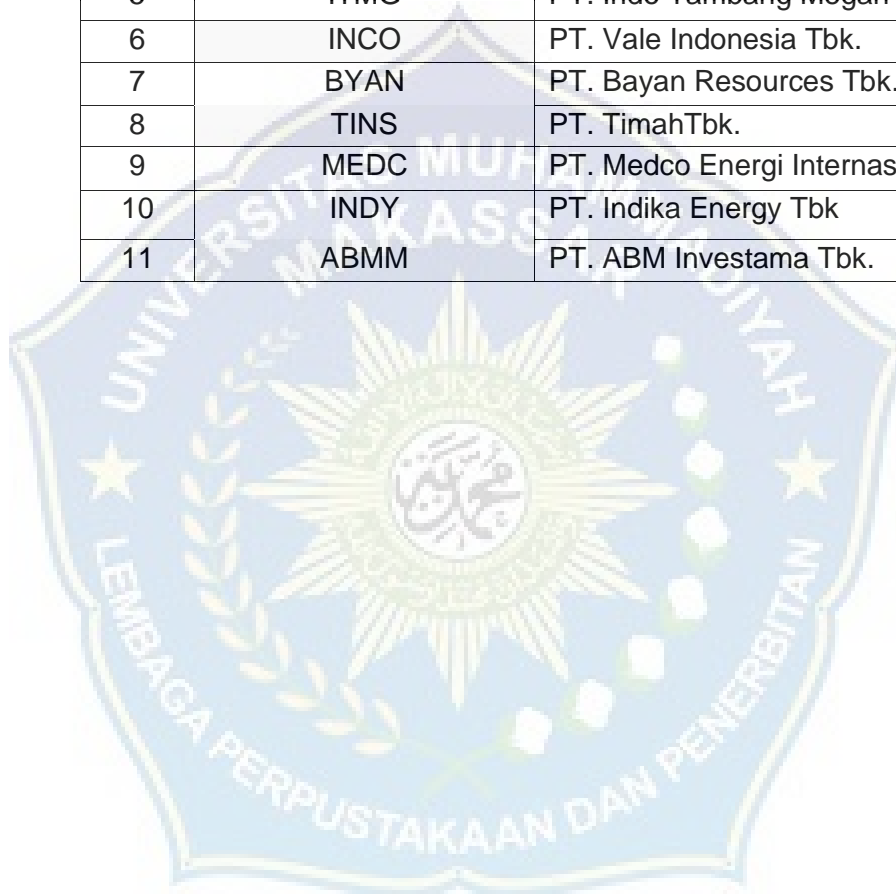 6 INCO PT. Vale Indonesia Tbk.
7 BYAN PT. Bayan Resources Tbk.
8 TINS PT. TimahTbk.
9 MEDC PT. Medco Energi Internas
10 INDY PT. Indika Energy Tbk
11 ABMM PT. ABM Investama Tbk.
UNIVERSITAS MUHAMMADIYAH
MAKASSAR
LEMBAGA PERPUSTAKAAN DAN PENERBITAN